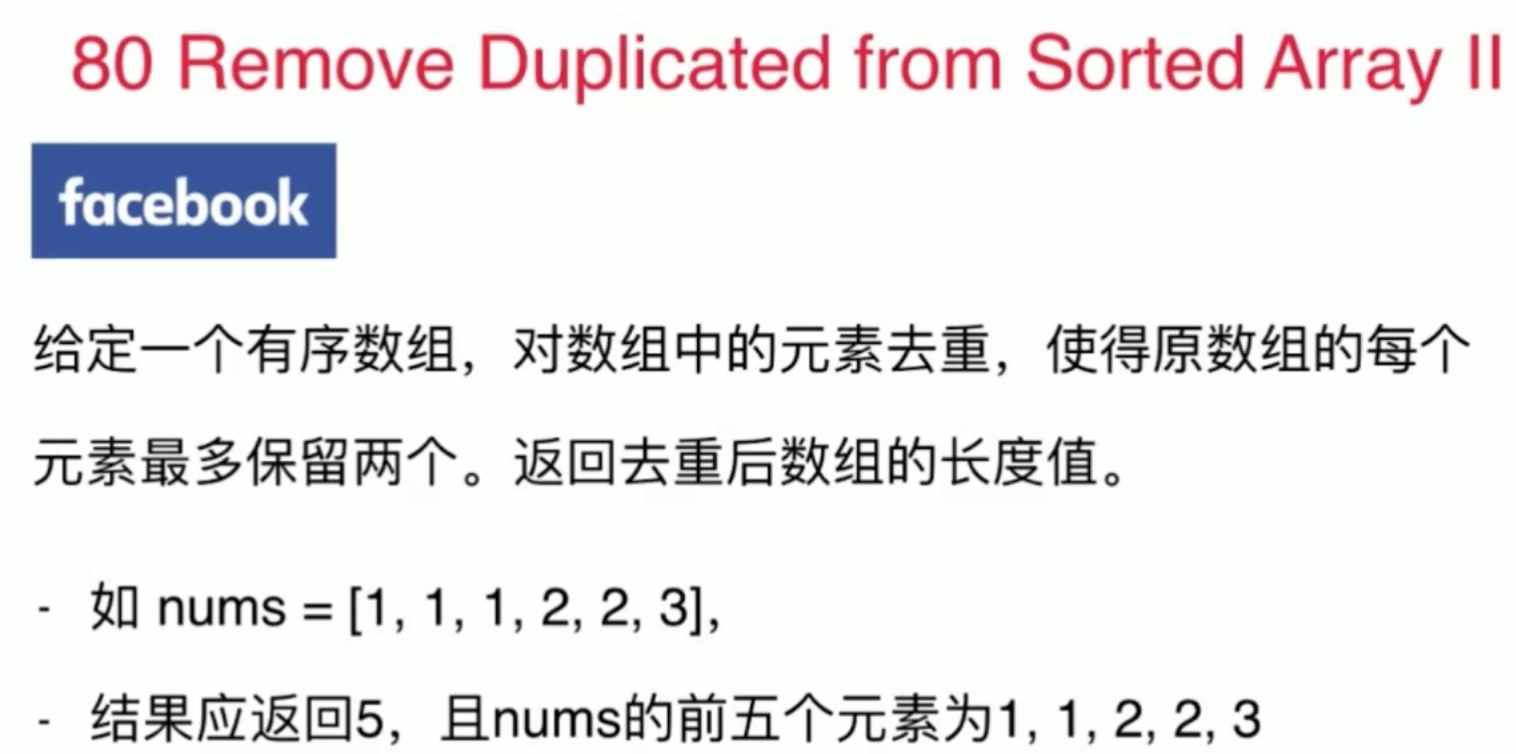 80 Remove Duplicated from Sorted Array II
facebook
给定一个有序数组，对数组中的元素去重，使得原数组的每个
元素最多保留两个。返回去重后数组的长度值。
- 如 nums = [1, 1, 1, 2, 2, 3],
- 结果应返回5，且nums的前五个元素为1, 1, 2, 2, 3